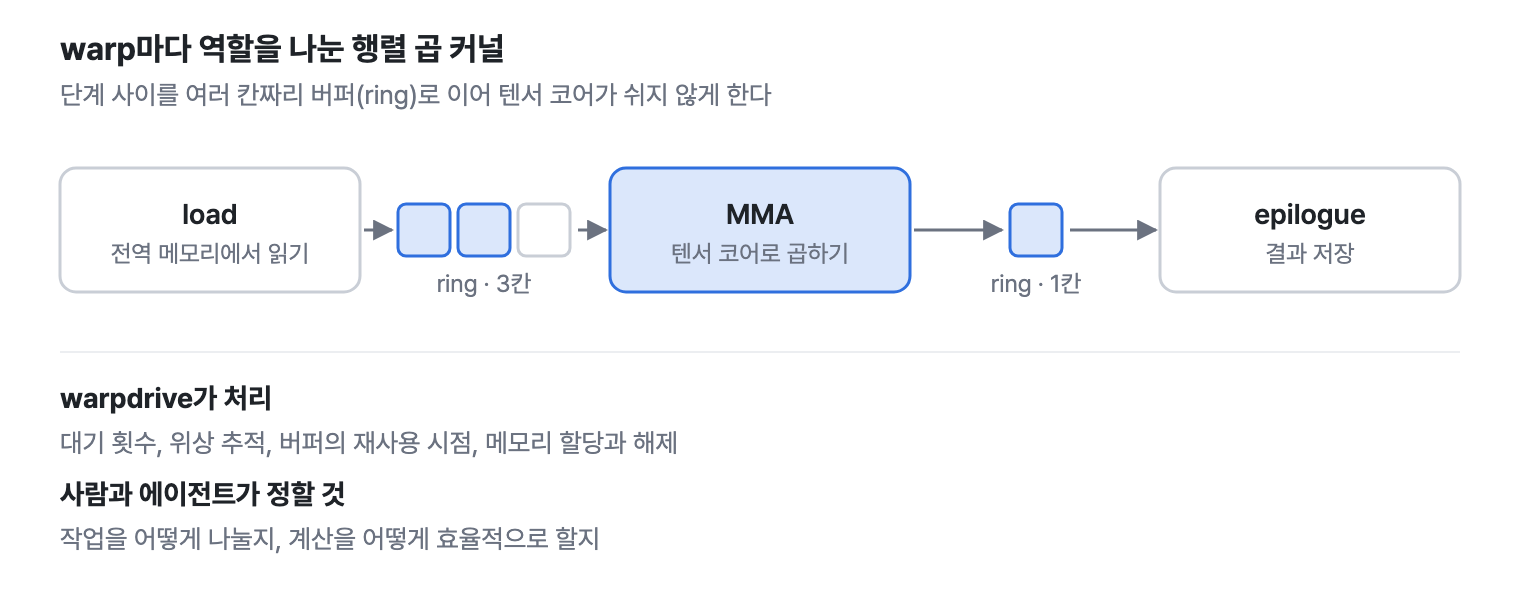 warp마다 역할을 나눈 행렬 곱 커널
단계 사이를 여러 칸짜리 버퍼(ring)로 이어 텐서 코어가 쉬지 않게 한다
load
전역 메모리에서 읽기
ring · 3칸
MMA
텐서 코어로 곱하기
ring · 1칸
epilogue
결과 저장
warpdrive가 처리
대기 횟수, 위상 추적, 버퍼의 재사용 시점, 메모리 할당과 해제
사람과 에이전트가 정할 것
작업을 어떻게 나눌지, 계산을 어떻게 효율적으로 할지